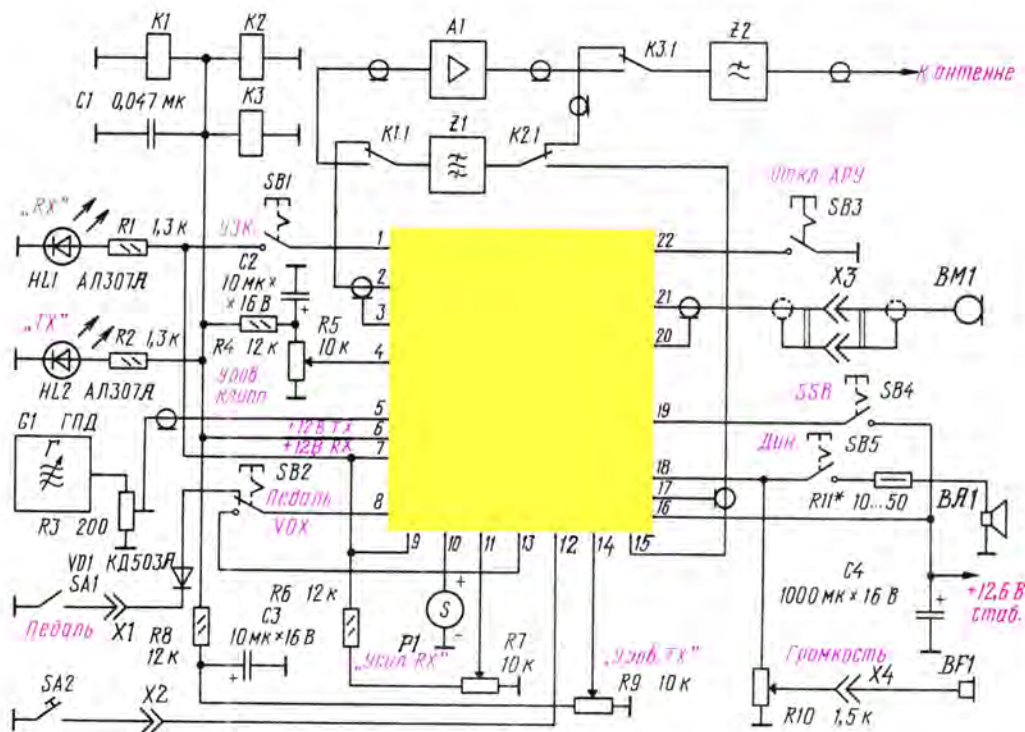 K1
K2
A1
Z2
K3.1
К антенне
C1 0,047 мк
K3
K1.1
Z1
K2.1
SB1
Откл АРУ
SB3
„RX"
R1 1,3 к
УЭК.
1
22
HL1 АЛ307А
C2
10 мк ×
× 16 В
2
3
21
20
X3
BM1
„TX"
R2 1,3 к
R4 12 к
R5
10 к
4
HL2 АЛ307А
Уров.
клипп
SSB
SB4
5
19
G1 ГПД
Г
+12В TX
6
+12В RX
7
Дин.
SB5
SB2
18
17
16
R11* 10...50
BA1
Педаль
VOX
8
R3 200
9
10
11
13
12
14
15
VD1 КД503А
SA1
R6 12 к
C4
1000 мк × 16 В
+12,6 В
стаб.
Педаль
X1
R8
12 к
C3
10 мк × 16 В
+
S
-
P1
„Усил RX"
R7
10 к
„Уров. TX"
R9 10 к
Громкость
X4
BF1
SA2
X2
R10 1,5 к